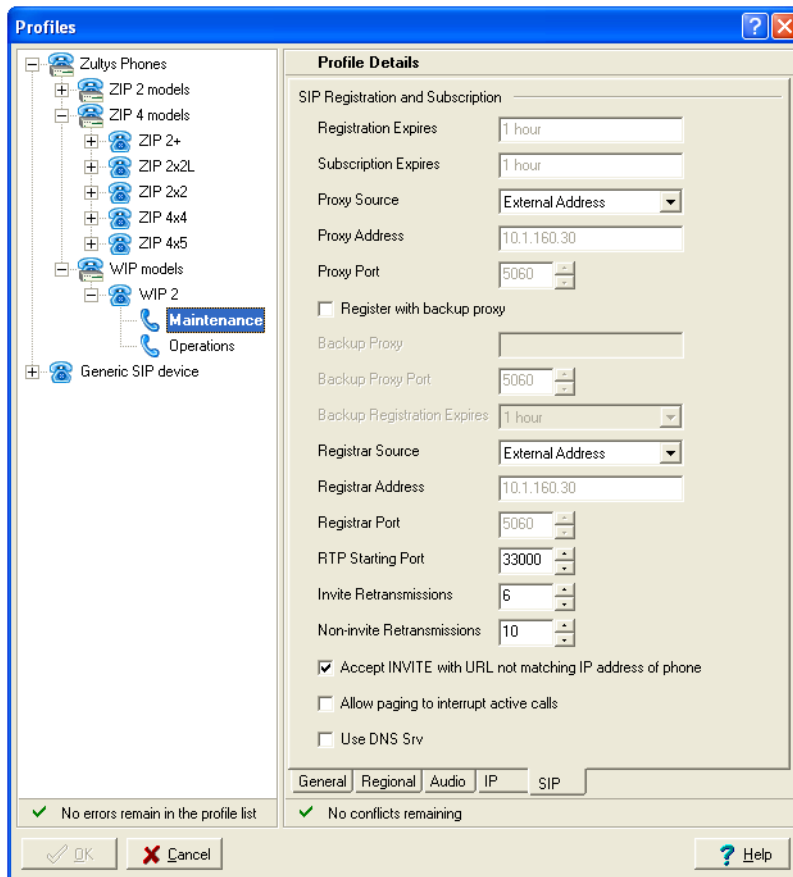 Profiles
Zultys Phones
ZIP 2 models
ZIP 4 models
ZIP 2+
ZIP 2x2L
ZIP 2x2
ZIP 4x4
ZIP 4x5
WIP models
WIP 2
Maintenance
Operations
Generic SIP device
No errors remain in the profile list
Profile Details
SIP Registration and Subscription
Registration Expires 1 hour
Subscription Expires 1 hour
Proxy Source External Address
Proxy Address 10.1.160.30
Proxy Port 5060
Register with backup proxy
Backup Proxy
Backup Proxy Port 5060
Backup Registration Expires 1 hour
Registrar Source External Address
Registrar Address 10.1.160.30
Registrar Port 5060
RTP Starting Port 33000
Invite Retransmissions 6
Non-invite Retransmissions 10
Accept INVITE with URL not matching IP address of phone
Allow paging to interrupt active calls
Use DNS Srv
General Regional Audio IP SIP
No conflicts remaining
OK Cancel ? Help